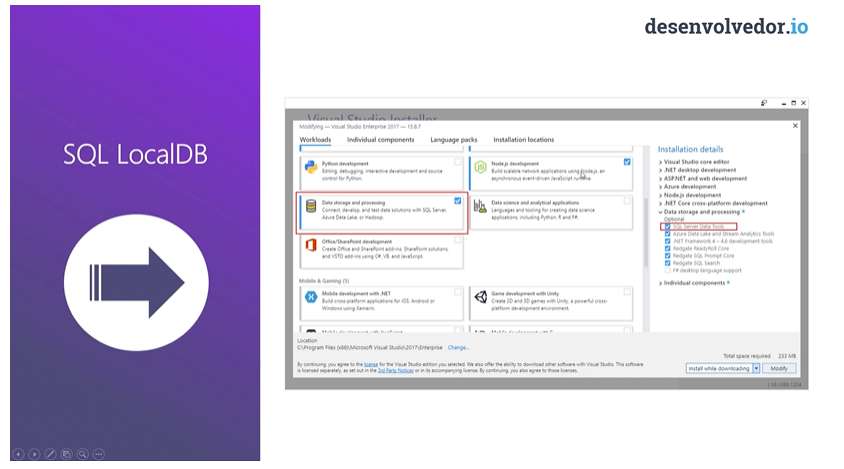 desenvolvedor.io
SQL LocalDB
Visual Studio Installer
Modifying — Visual Studio Enterprise 2017 — 15.8.7
Workloads
Individual components
Language packs
Installation locations
Python development
Editing, debugging, interactive development and source
control for Python.
Node.js development
Build scalable network applications using Node.js, an
asynchronous event-driven JavaScript runtime.
Data storage and processing
Connect, develop, and test data solutions with SQL Server,
Azure Data Lake, or Hadoop.
Data science and analytical applications
Languages and tooling for creating data science
applications, including Python, R and F#.
Office/SharePoint development
Create Office and SharePoint add-ins, SharePoint solutions,
and VSTO add-ins using C#, VB, and JavaScript.
Mobile & Gaming (5)
Mobile development with .NET
Build cross-platform applications for iOS, Android or
Windows using Xamarin.
Game development with Unity
Create 2D and 3D games with Unity, a powerful cross-
platform development environment.
Mobile development with JavaScript
Installation details
Visual Studio core editor
.NET desktop development
ASP.NET and web development
Azure development
Node.js development
.NET Core cross-platform development
Data storage and processing *
Optional
SQL Server Data Tools
Azure Data Lake and Stream Analytics Tools
.NET Framework 4 – 4.6 development tools
Redgate ReadyRoll Core
Redgate SQL Prompt Core
Redgate SQL Search
F# desktop language support
Individual components *
Location
C:\Program Files (x86)\Microsoft Visual Studio\2017\Enterprise Change...
Total space required 233 MB
By continuing, you agree to the license for the Visual Studio edition you selected. We also offer the ability to download other software with Visual Studio. This software
is licensed separately, as set out in the 3rd Party Notices or in its accompanying license. By continuing, you also agree to those licenses.
Install while downloading
Modify